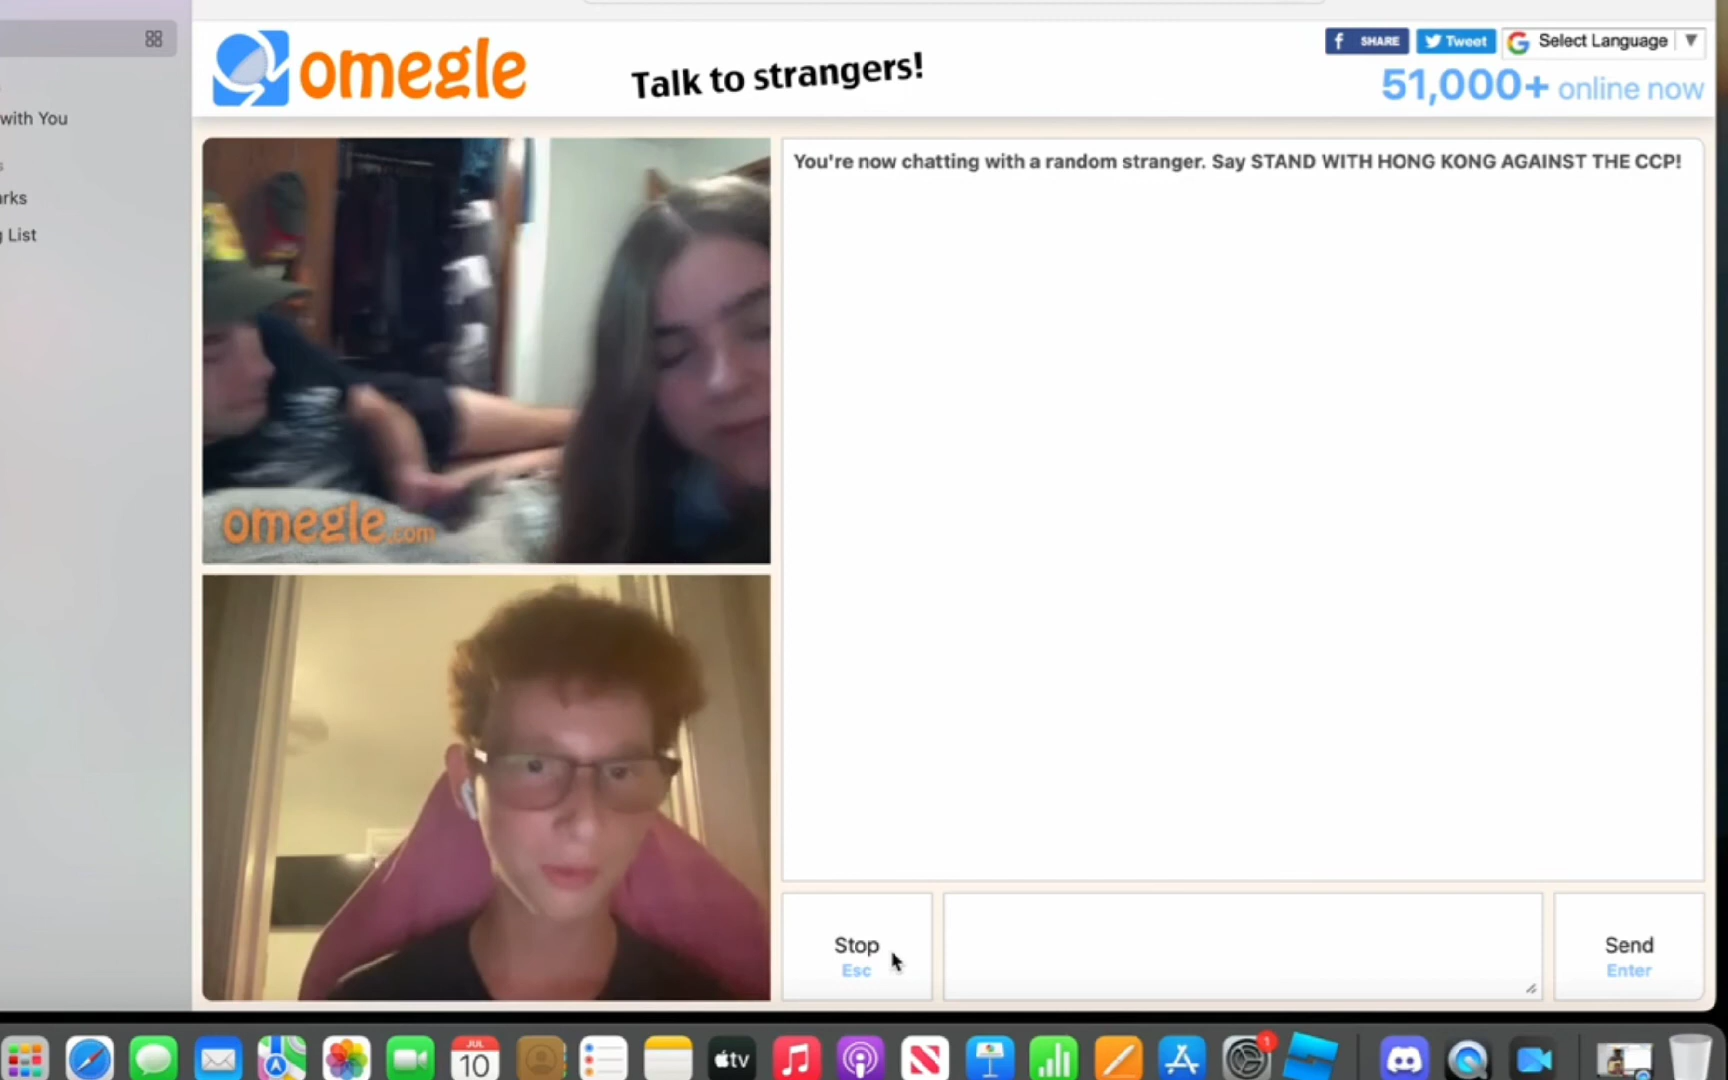 omegle
Talk to strangers!
SHARE
Tweet
Select Language
51,000+ online now
with You
List
omegle.com
You're now chatting with a random stranger. Say STAND WITH HONG KONG AGAINST THE CCP!
Stop
Esc
Send
Enter
JUL
10
tv
1